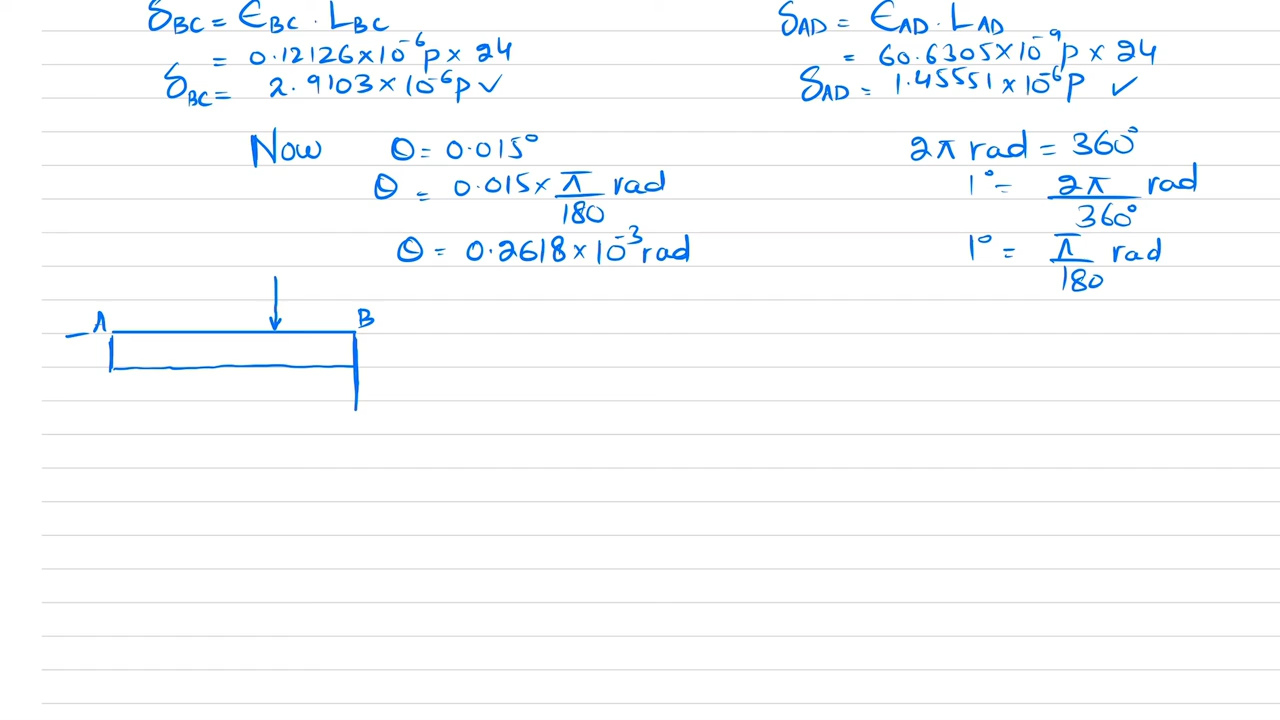 δBC = ϵBC · LBC
= 0.12126×10⁻⁶p × 24
δBC = 2.9103×10⁻⁶p ✓
δAD = ϵAD · LAD
= 60.6305×10⁻⁹p × 24
δAD = 1.45551×10⁻⁶p ✓
Now θ = 0.015°
θ = 0.015 × π/180 rad
θ = 0.2618 × 10⁻³ rad
2π rad = 360°
1° = 2π/360° rad
1° = π/180 rad
A B